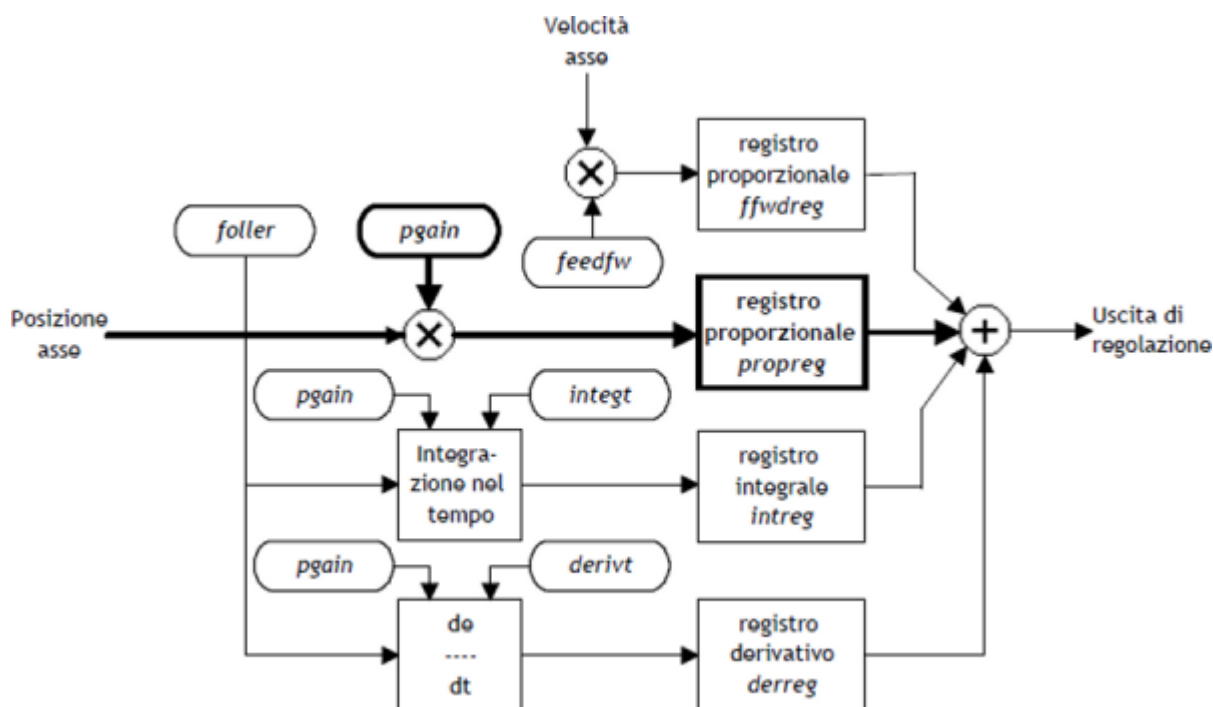 Velocità
asse
registro
proporzionale
ffwdreg
foller
pgain
feedfw
Posizione
asse
registro
proporzionale
propreg
Uscita di
regolazione
pgain
integt
Integra-
zione nel
tempo
registro
integrale
intreg
pgain
derivt
de
----
dt
registro
derivativo
derreg